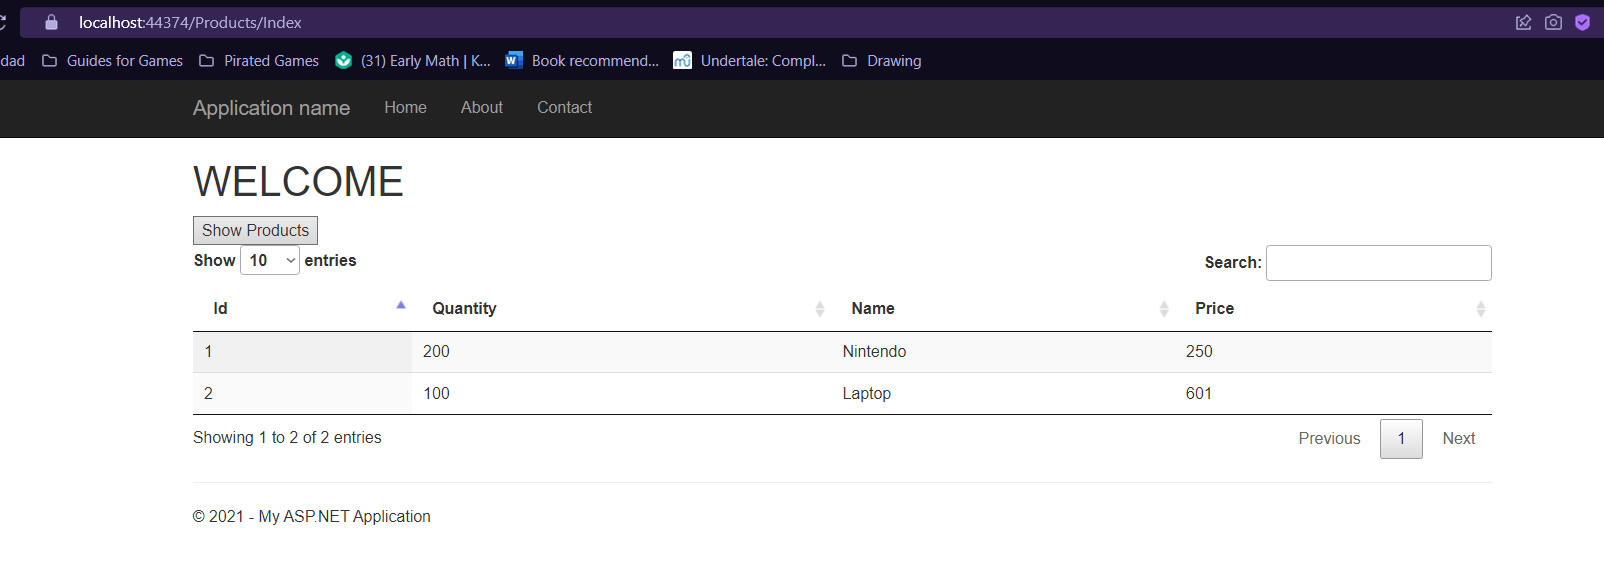 localhost:44374/Products/Index
dad Guides for Games Pirated Games (31) Early Math | K... Book recommend... Undertale: Compl... Drawing
Application name Home About Contact
WELCOME
Show Products
Show 10 entries Search:
Id Quantity Name Price
1 200 Nintendo 250
2 100 Laptop 601
Showing 1 to 2 of 2 entries Previous 1 Next
© 2021 - My ASP.NET Application